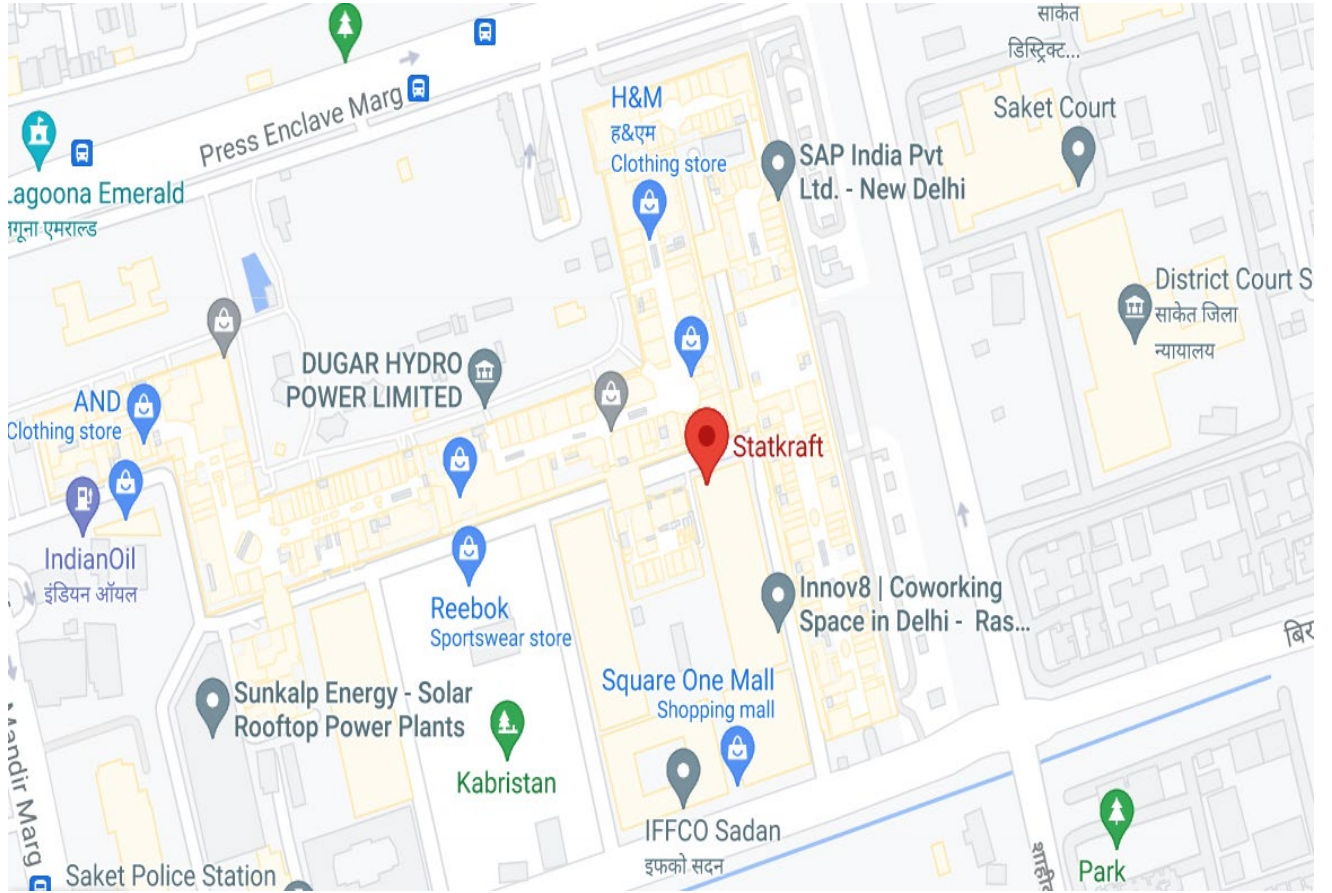 साकेत
डिस्ट्रिक्ट...
H&M
ह&एम
Clothing store
Press Enclave Marg
Saket Court
SAP India Pvt
Ltd. - New Delhi
Lagoona Emerald
लगूना एमराल्ड
District Court S
साकेत जिला
न्यायालय
DUGAR HYDRO
POWER LIMITED
AND
Clothing store
Statkraft
IndianOil
इंडियन ऑयल
Reebok
Sportswear store
Innov8 | Coworking
Space in Delhi - Ras...
Square One Mall
Shopping mall
Sunkalp Energy - Solar
Rooftop Power Plants
Kabristan
Mandir Marg
IFFCO Sadan
इफको सदन
Park
Saket Police Station